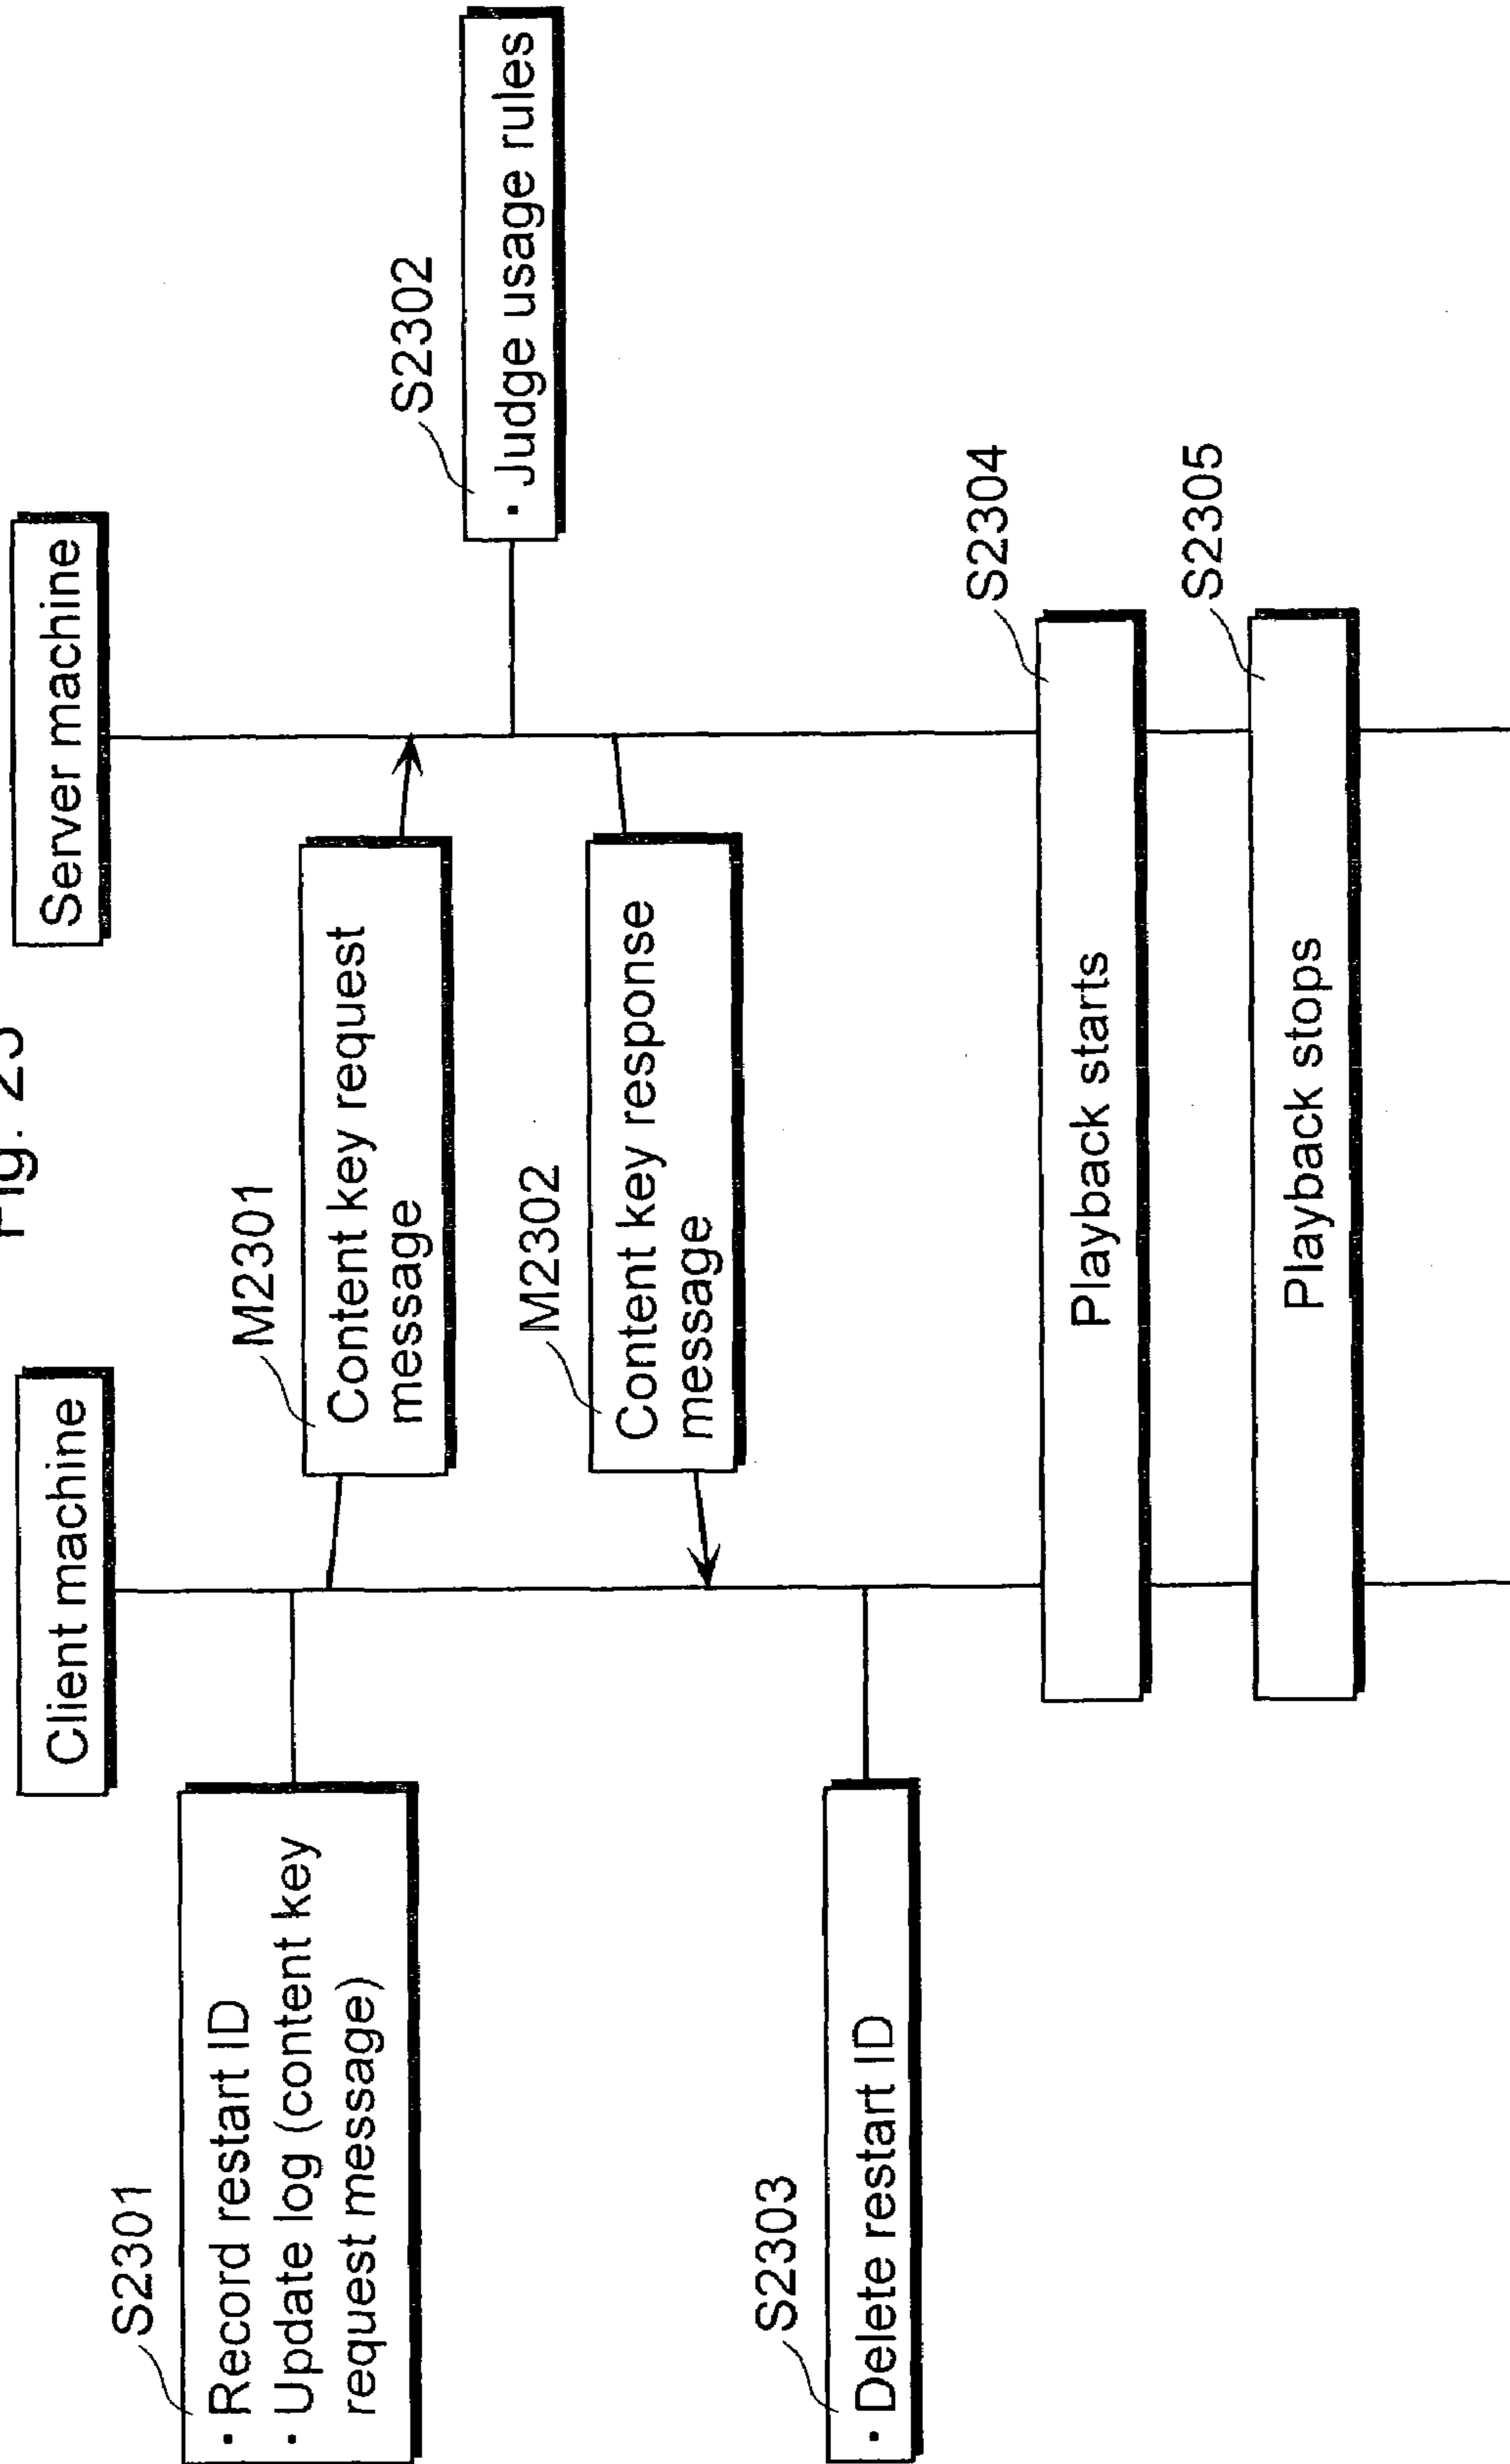 Fig. 23
Client machine
Server machine
S2301
· Record restart ID
· Update log (content key
request message)
M2301
Content key request
message
S2302
· Judge usage rules
M2302
Content key response
message
S2303
· Delete restart ID
S2304
Playback starts
S2305
Playback stops